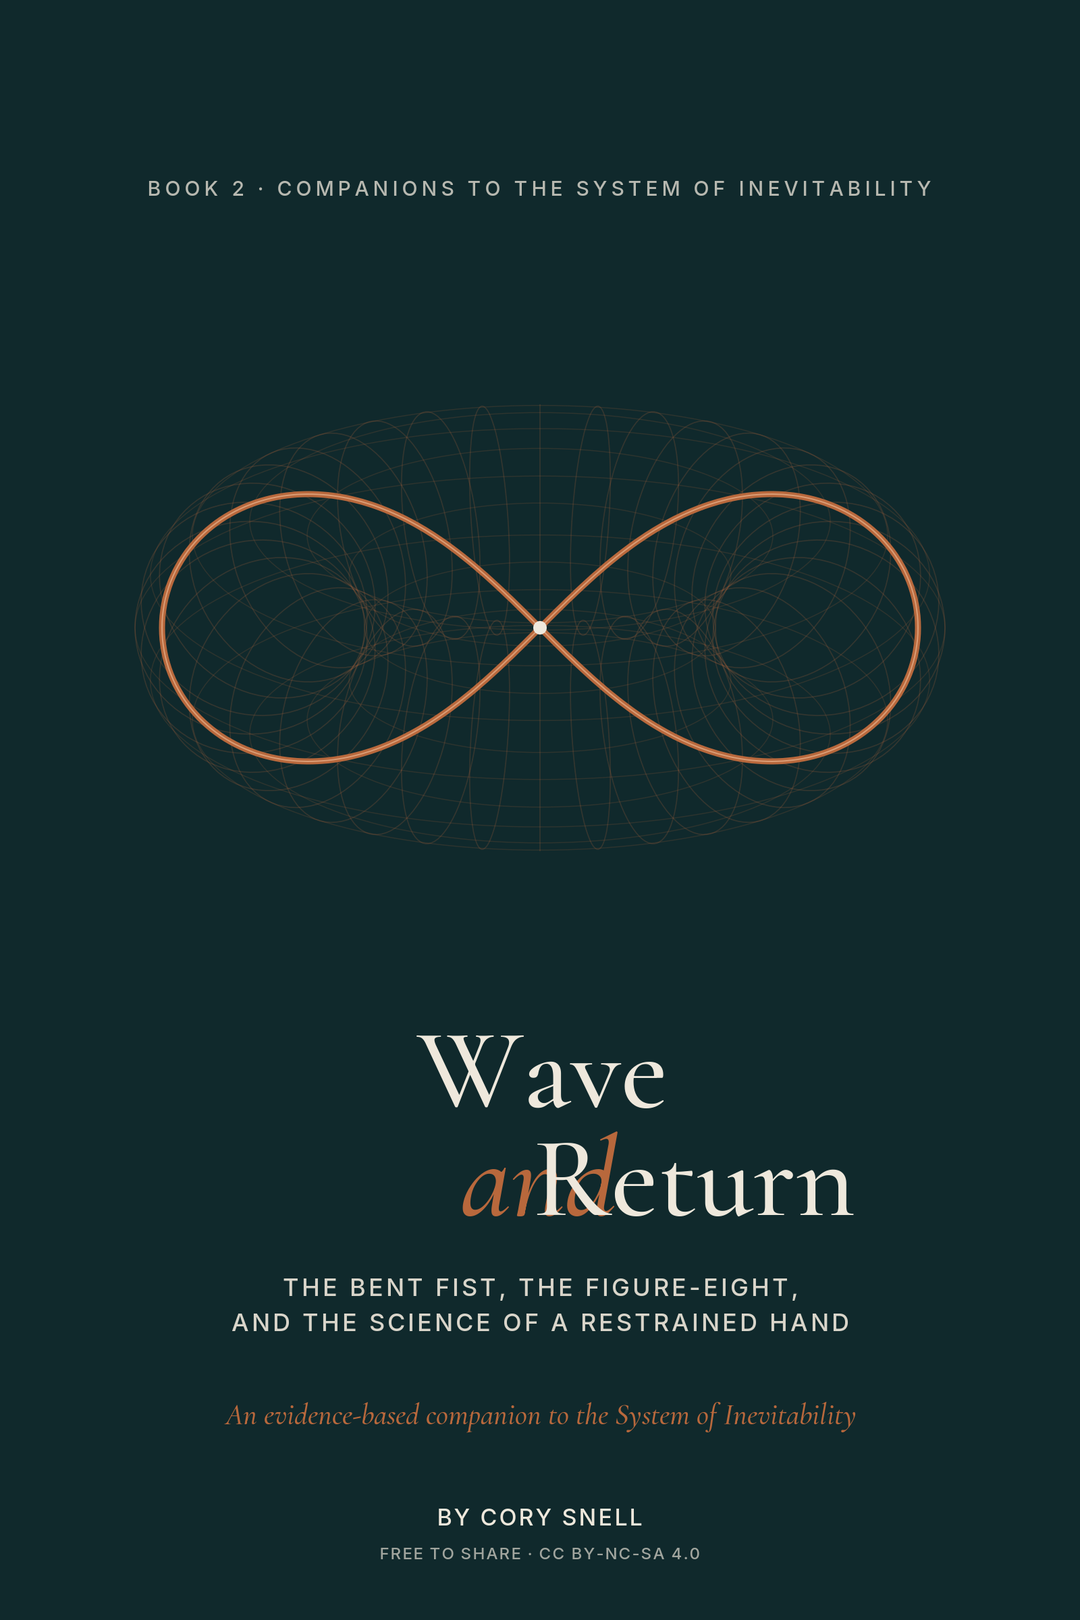 BOOK 2 · COMPANIONS TO THE SYSTEM OF INEVITABILITY
Wave
and Return
THE BENT FIST, THE FIGURE-EIGHT,
AND THE SCIENCE OF A RESTRAINED HAND
An evidence-based companion to the System of Inevitability
BY CORY SNELL
FREE TO SHARE · CC BY-NC-SA 4.0